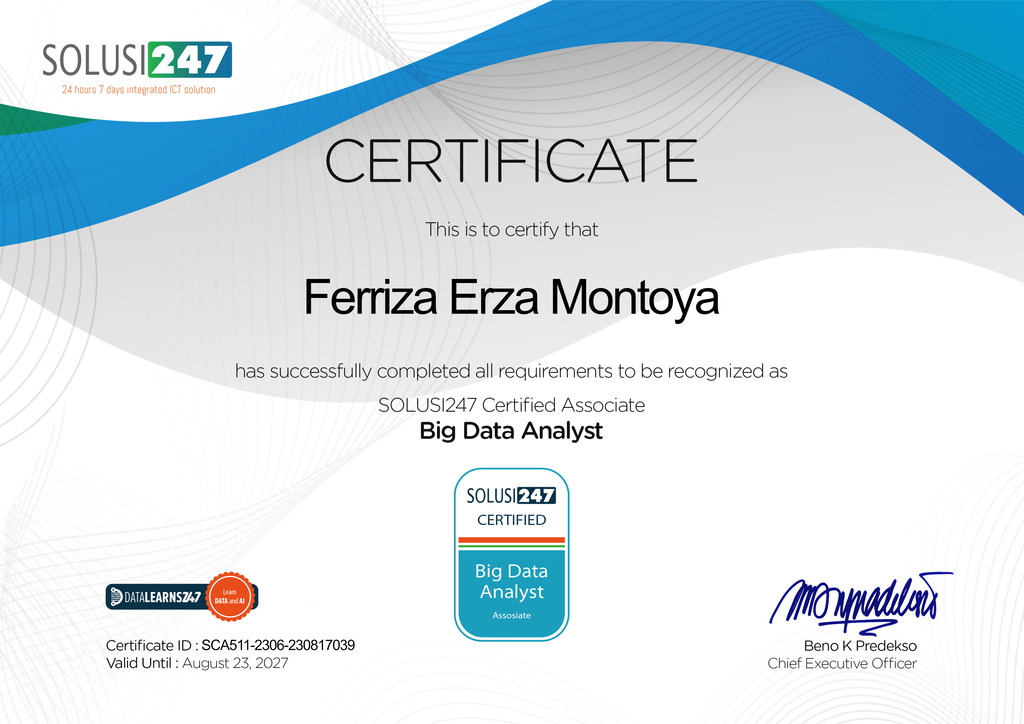 SOLUSI247
24 hours 7 days integrated ICT solution
CERTIFICATE
This is to certify that
Ferriza Erza Montoya
has successfully completed all requirements to be recognized as
SOLUSI247 Certified Associate
Big Data Analyst
SOLUSI247
CERTIFIED
Big Data
Analyst
Assosiate
DATALEARNS247
Learn
DATA and AI
Certificate ID : SCA511-2306-230817039
Valid Until : August 23, 2027
Beno K Predekso
Chief Executive Officer